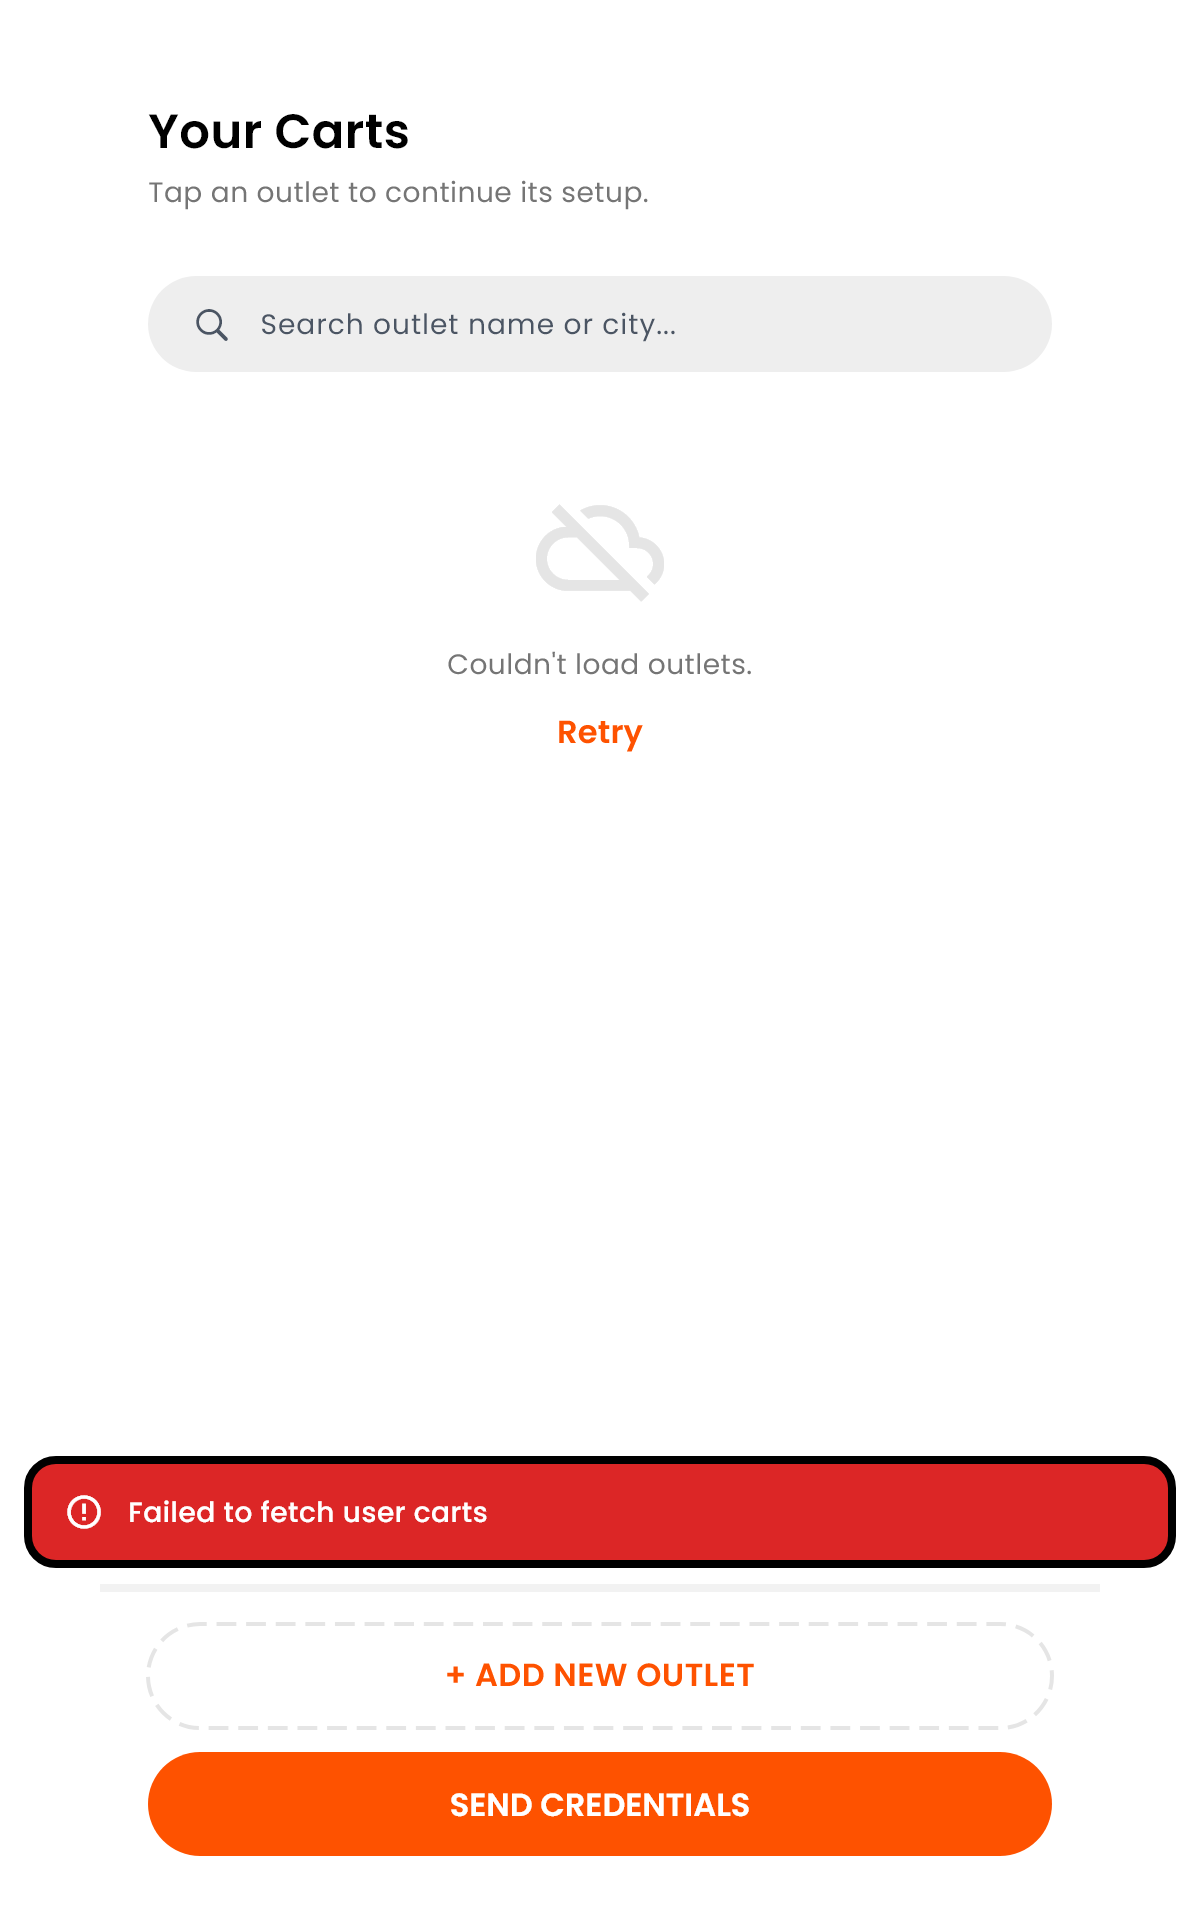 Your Carts
Tap an outlet to continue its setup.
Search outlet name or city...
Couldn't load outlets.
Retry
Failed to fetch user carts
+ ADD NEW OUTLET
SEND CREDENTIALS